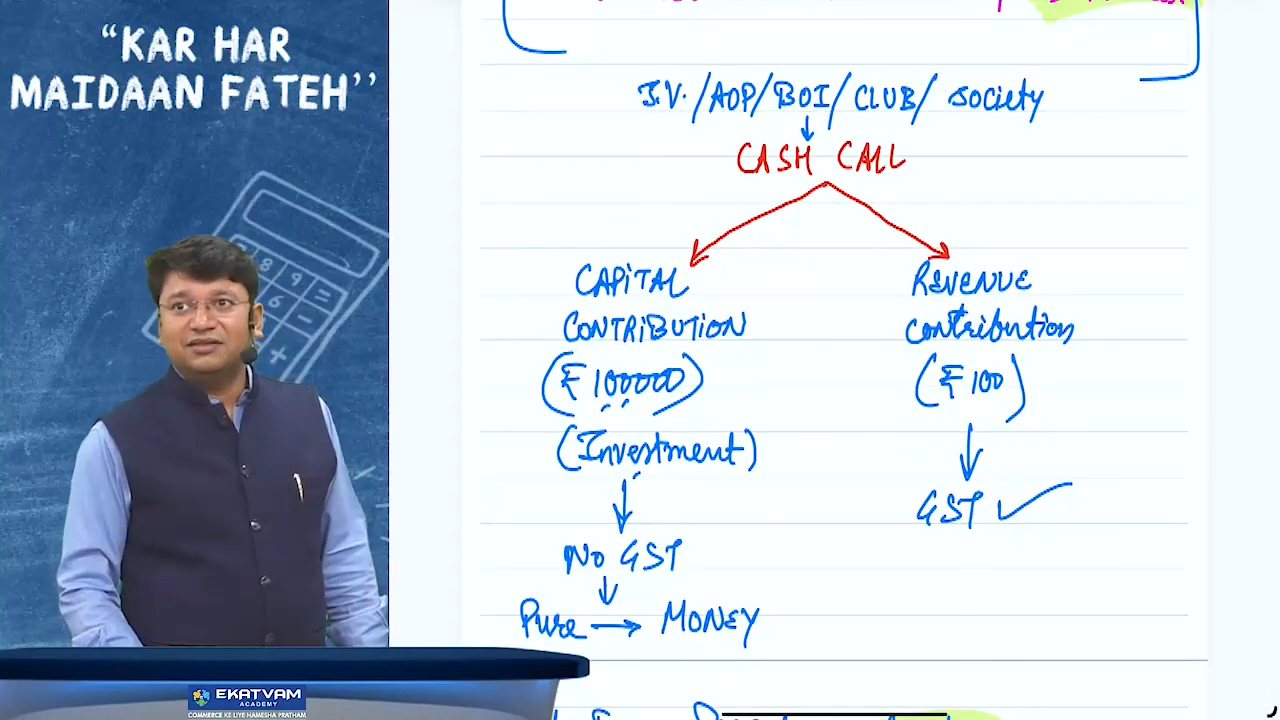 “KAR HAR
MAIDAAN FATEH’’
J.V./AOP/BOI/CLUB/ Society
CASH CALL
CAPiTAL
CONTRiBUTiON
(₹ 100000)
(Investment)
No GST
Pure → MONEY
REVENUE
contribution
(₹ 100)
GST ✓
EKATVAM
ACADEMY
COMMERCE KE LIYE HAMESHA PRATHAM